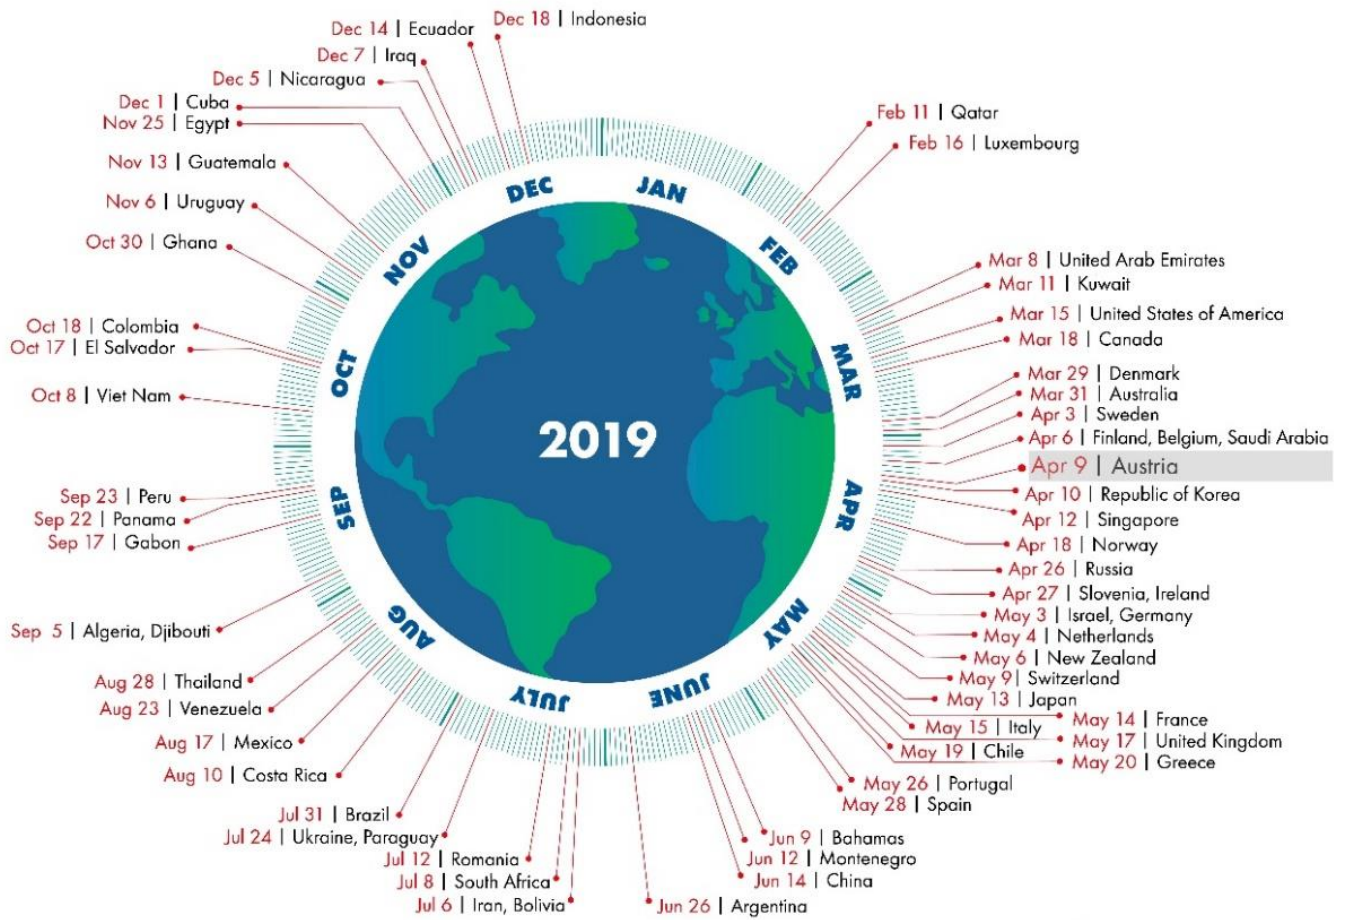 Dec 18 | Indonesia
Dec 14 | Ecuador
Dec 7 | Iraq
Dec 5 | Nicaragua
Dec 1 | Cuba
Nov 25 | Egypt
Nov 13 | Guatemala
Nov 6 | Uruguay
Oct 30 | Ghana
Oct 18 | Colombia
Oct 17 | El Salvador
Oct 8 | Viet Nam
Sep 23 | Peru
Sep 22 | Panama
Sep 17 | Gabon
Sep 5 | Algeria, Djibouti
Aug 28 | Thailand
Aug 23 | Venezuela
Aug 17 | Mexico
Aug 10 | Costa Rica
Jul 31 | Brazil
Jul 24 | Ukraine, Paraguay
Jul 12 | Romania
Jul 8 | South Africa
Jul 6 | Iran, Bolivia
JAN
FEB
MAR
APR
MAY
JUNE
JULY
AUG
SEP
OCT
NOV
DEC
2019
Feb 11 | Qatar
Feb 16 | Luxembourg
Mar 8 | United Arab Emirates
Mar 11 | Kuwait
Mar 15 | United States of America
Mar 18 | Canada
Mar 29 | Denmark
Mar 31 | Australia
Apr 3 | Sweden
Apr 6 | Finland, Belgium, Saudi Arabia
Apr 9 | Austria
Apr 10 | Republic of Korea
Apr 12 | Singapore
Apr 18 | Norway
Apr 26 | Russia
Apr 27 | Slovenia, Ireland
May 3 | Israel, Germany
May 4 | Netherlands
May 6 | New Zealand
May 9 | Switzerland
May 13 | Japan
May 14 | France
May 15 | Italy
May 17 | United Kingdom
May 19 | Chile
May 20 | Greece
May 26 | Portugal
May 28 | Spain
Jun 9 | Bahamas
Jun 12 | Montenegro
Jun 14 | China
Jun 26 | Argentina